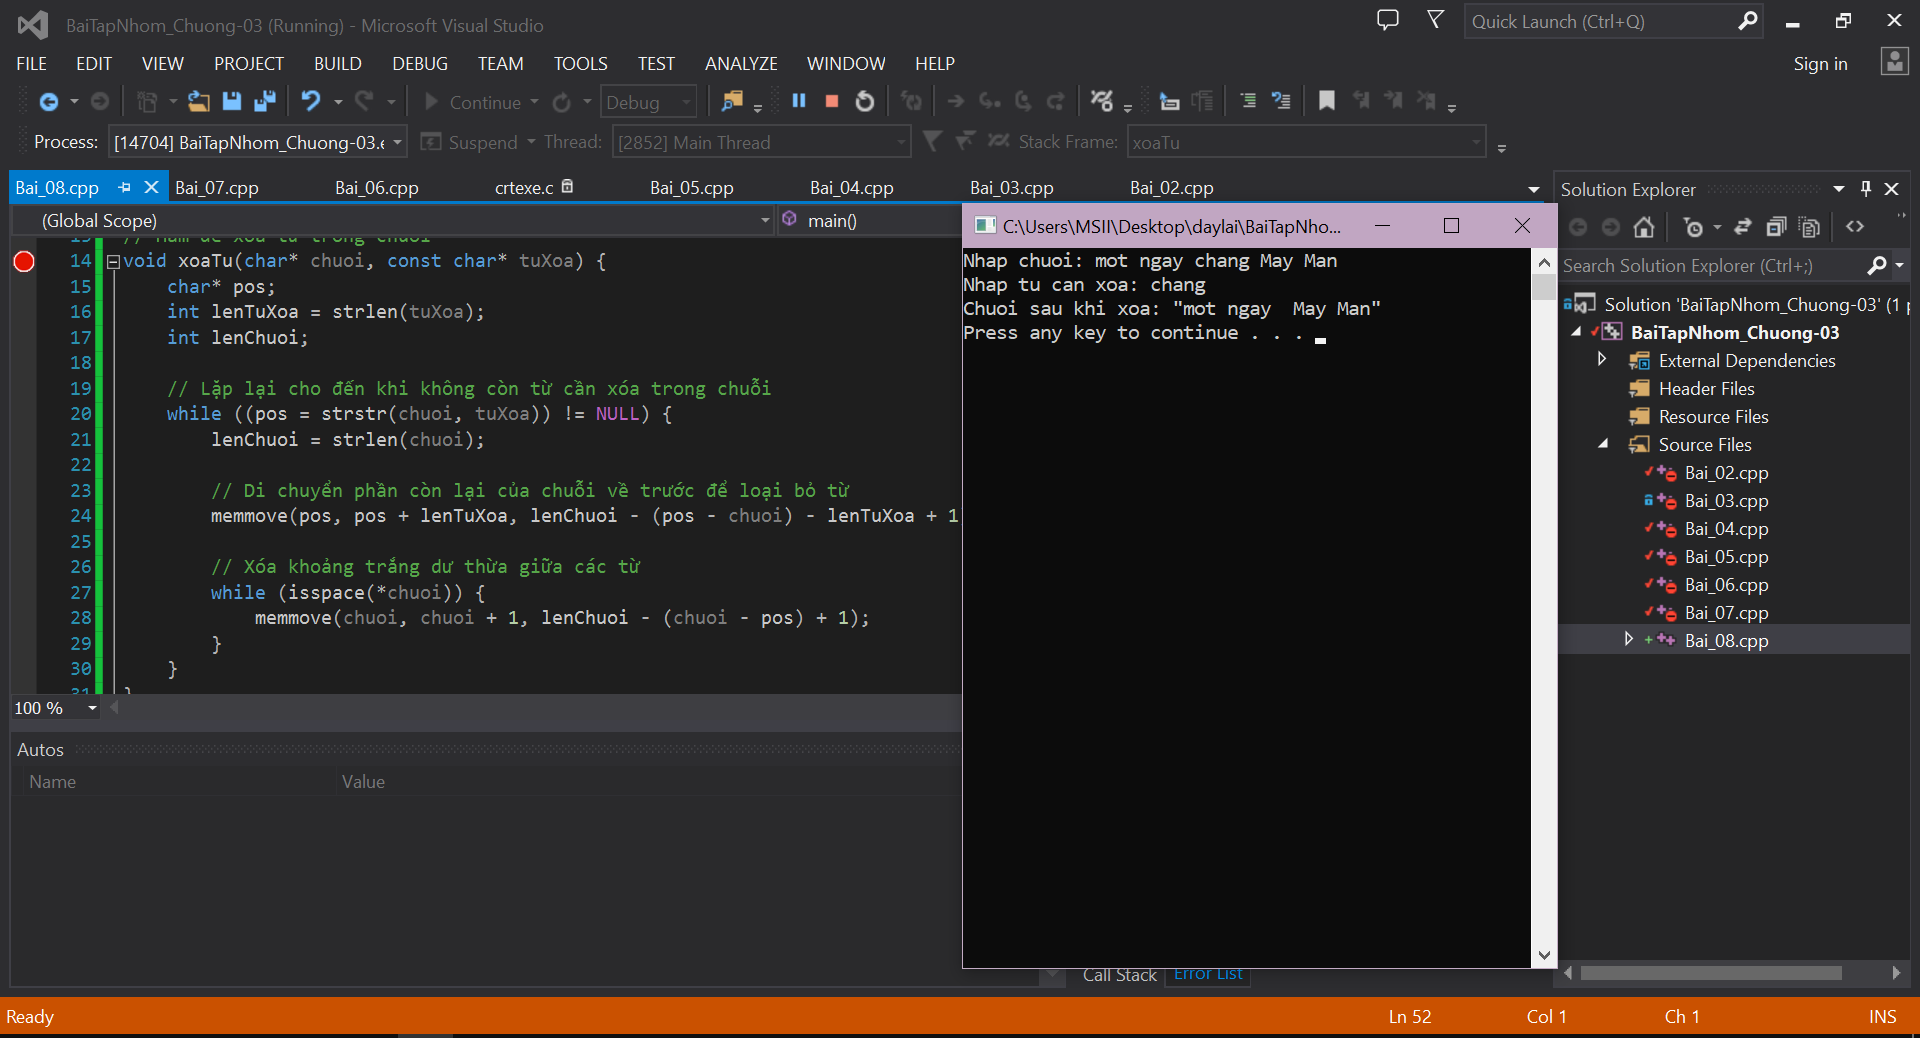 BaiTapNhom_Chuong-03 (Running) - Microsoft Visual Studio
Quick Launch (Ctrl+Q)
FILE EDIT VIEW PROJECT BUILD DEBUG TEAM TOOLS TEST ANALYZE WINDOW HELP
Sign in
Continue Debug
Process: [14704] BaiTapNhom_Chuong-03.e Suspend Thread: [2852] Main Thread Stack Frame: xoaTu
Bai_08.cpp Bai_07.cpp Bai_06.cpp crtexe.c Bai_05.cpp Bai_04.cpp Bai_03.cpp Bai_02.cpp
(Global Scope) main()
14 void xoaTu(char* chuoi, const char* tuXoa) {
15 char* pos;
16 int lenTuXoa = strlen(tuXoa);
17 int lenChuoi;
18
19 // Lặp lại cho đến khi không còn từ cần xóa trong chuỗi
20 while ((pos = strstr(chuoi, tuXoa)) != NULL) {
21 lenChuoi = strlen(chuoi);
22
23 // Di chuyển phần còn lại của chuỗi về trước để loại bỏ từ
24 memmove(pos, pos + lenTuXoa, lenChuoi - (pos - chuoi) - lenTuXoa + 1
25
26 // Xóa khoảng trắng dư thừa giữa các từ
27 while (isspace(*chuoi)) {
28 memmove(chuoi, chuoi + 1, lenChuoi - (chuoi - pos) + 1);
29 }
30 }
31 }
100 %
Autos
Name Value
C:\Users\MSII\Desktop\daylai\BaiTapNho...
Nhap chuoi: mot ngay chang May Man
Nhap tu can xoa: chang
Chuoi sau khi xoa: "mot ngay  May Man"
Press any key to continue . . .
Call Stack Error List
Solution Explorer
Search Solution Explorer (Ctrl+;)
Solution 'BaiTapNhom_Chuong-03' (1 p
BaiTapNhom_Chuong-03
External Dependencies
Header Files
Resource Files
Source Files
Bai_02.cpp
Bai_03.cpp
Bai_04.cpp
Bai_05.cpp
Bai_06.cpp
Bai_07.cpp
Bai_08.cpp
Ready Ln 52 Col 1 Ch 1 INS